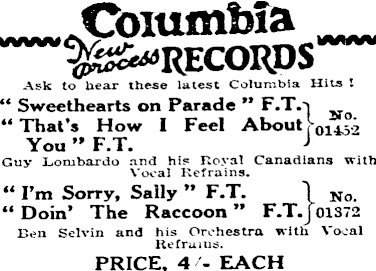 Columbia
New Process RECORDS
Ask to hear these latest Columbia Hits !
“ Sweethearts on Parade ” F.T.
“ That's How I Feel About You ” F.T.
No. 01452
Guy Lombardo and his Royal Canadians with
Vocal Refrains.
“ I'm Sorry, Sally ” F.T.
“ Doin' The Raccoon ” F.T.
No. 01372
Ben Selvin and his Orchestra with Vocal
Refrains.
PRICE, 4/- EACH